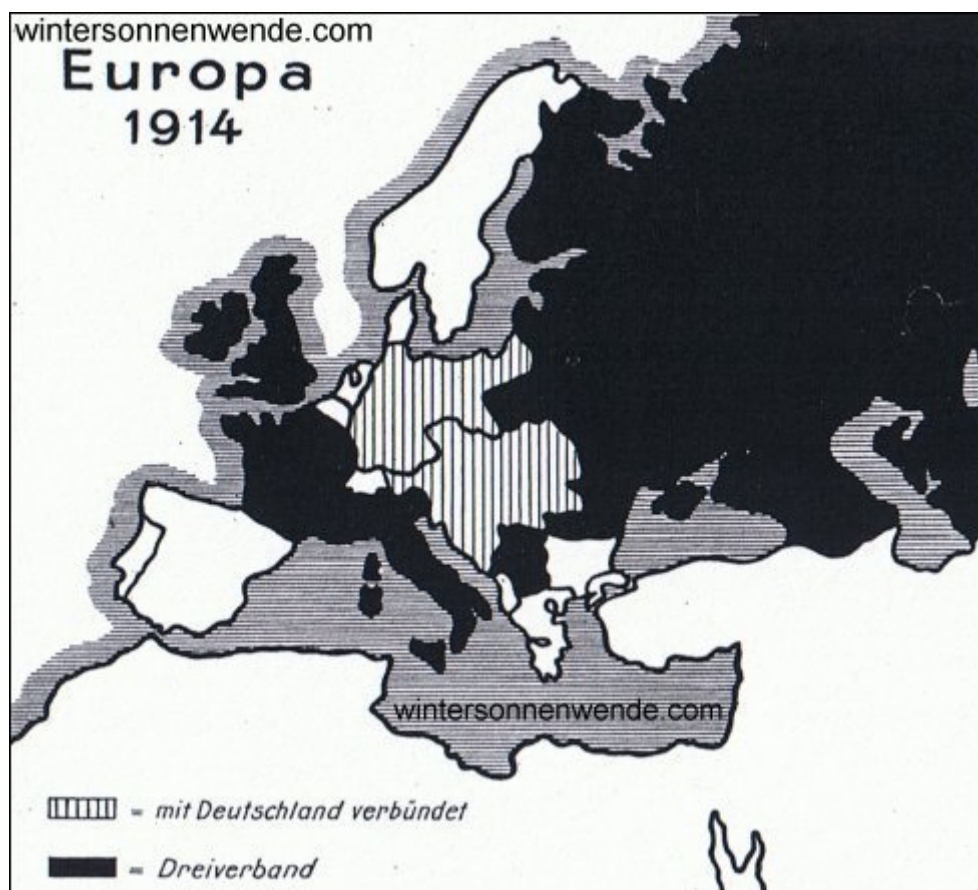 wintersonnenwende.com
Europa
1914
wintersonnenwende.com
= mit Deutschland verbündet
= Dreiverband